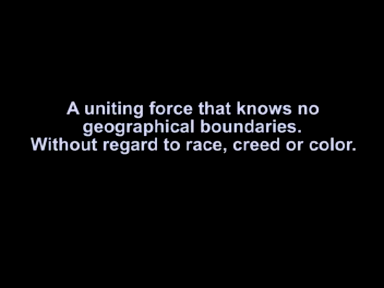 A uniting force that knows no
geographical boundaries.
Without regard to race, creed or color.